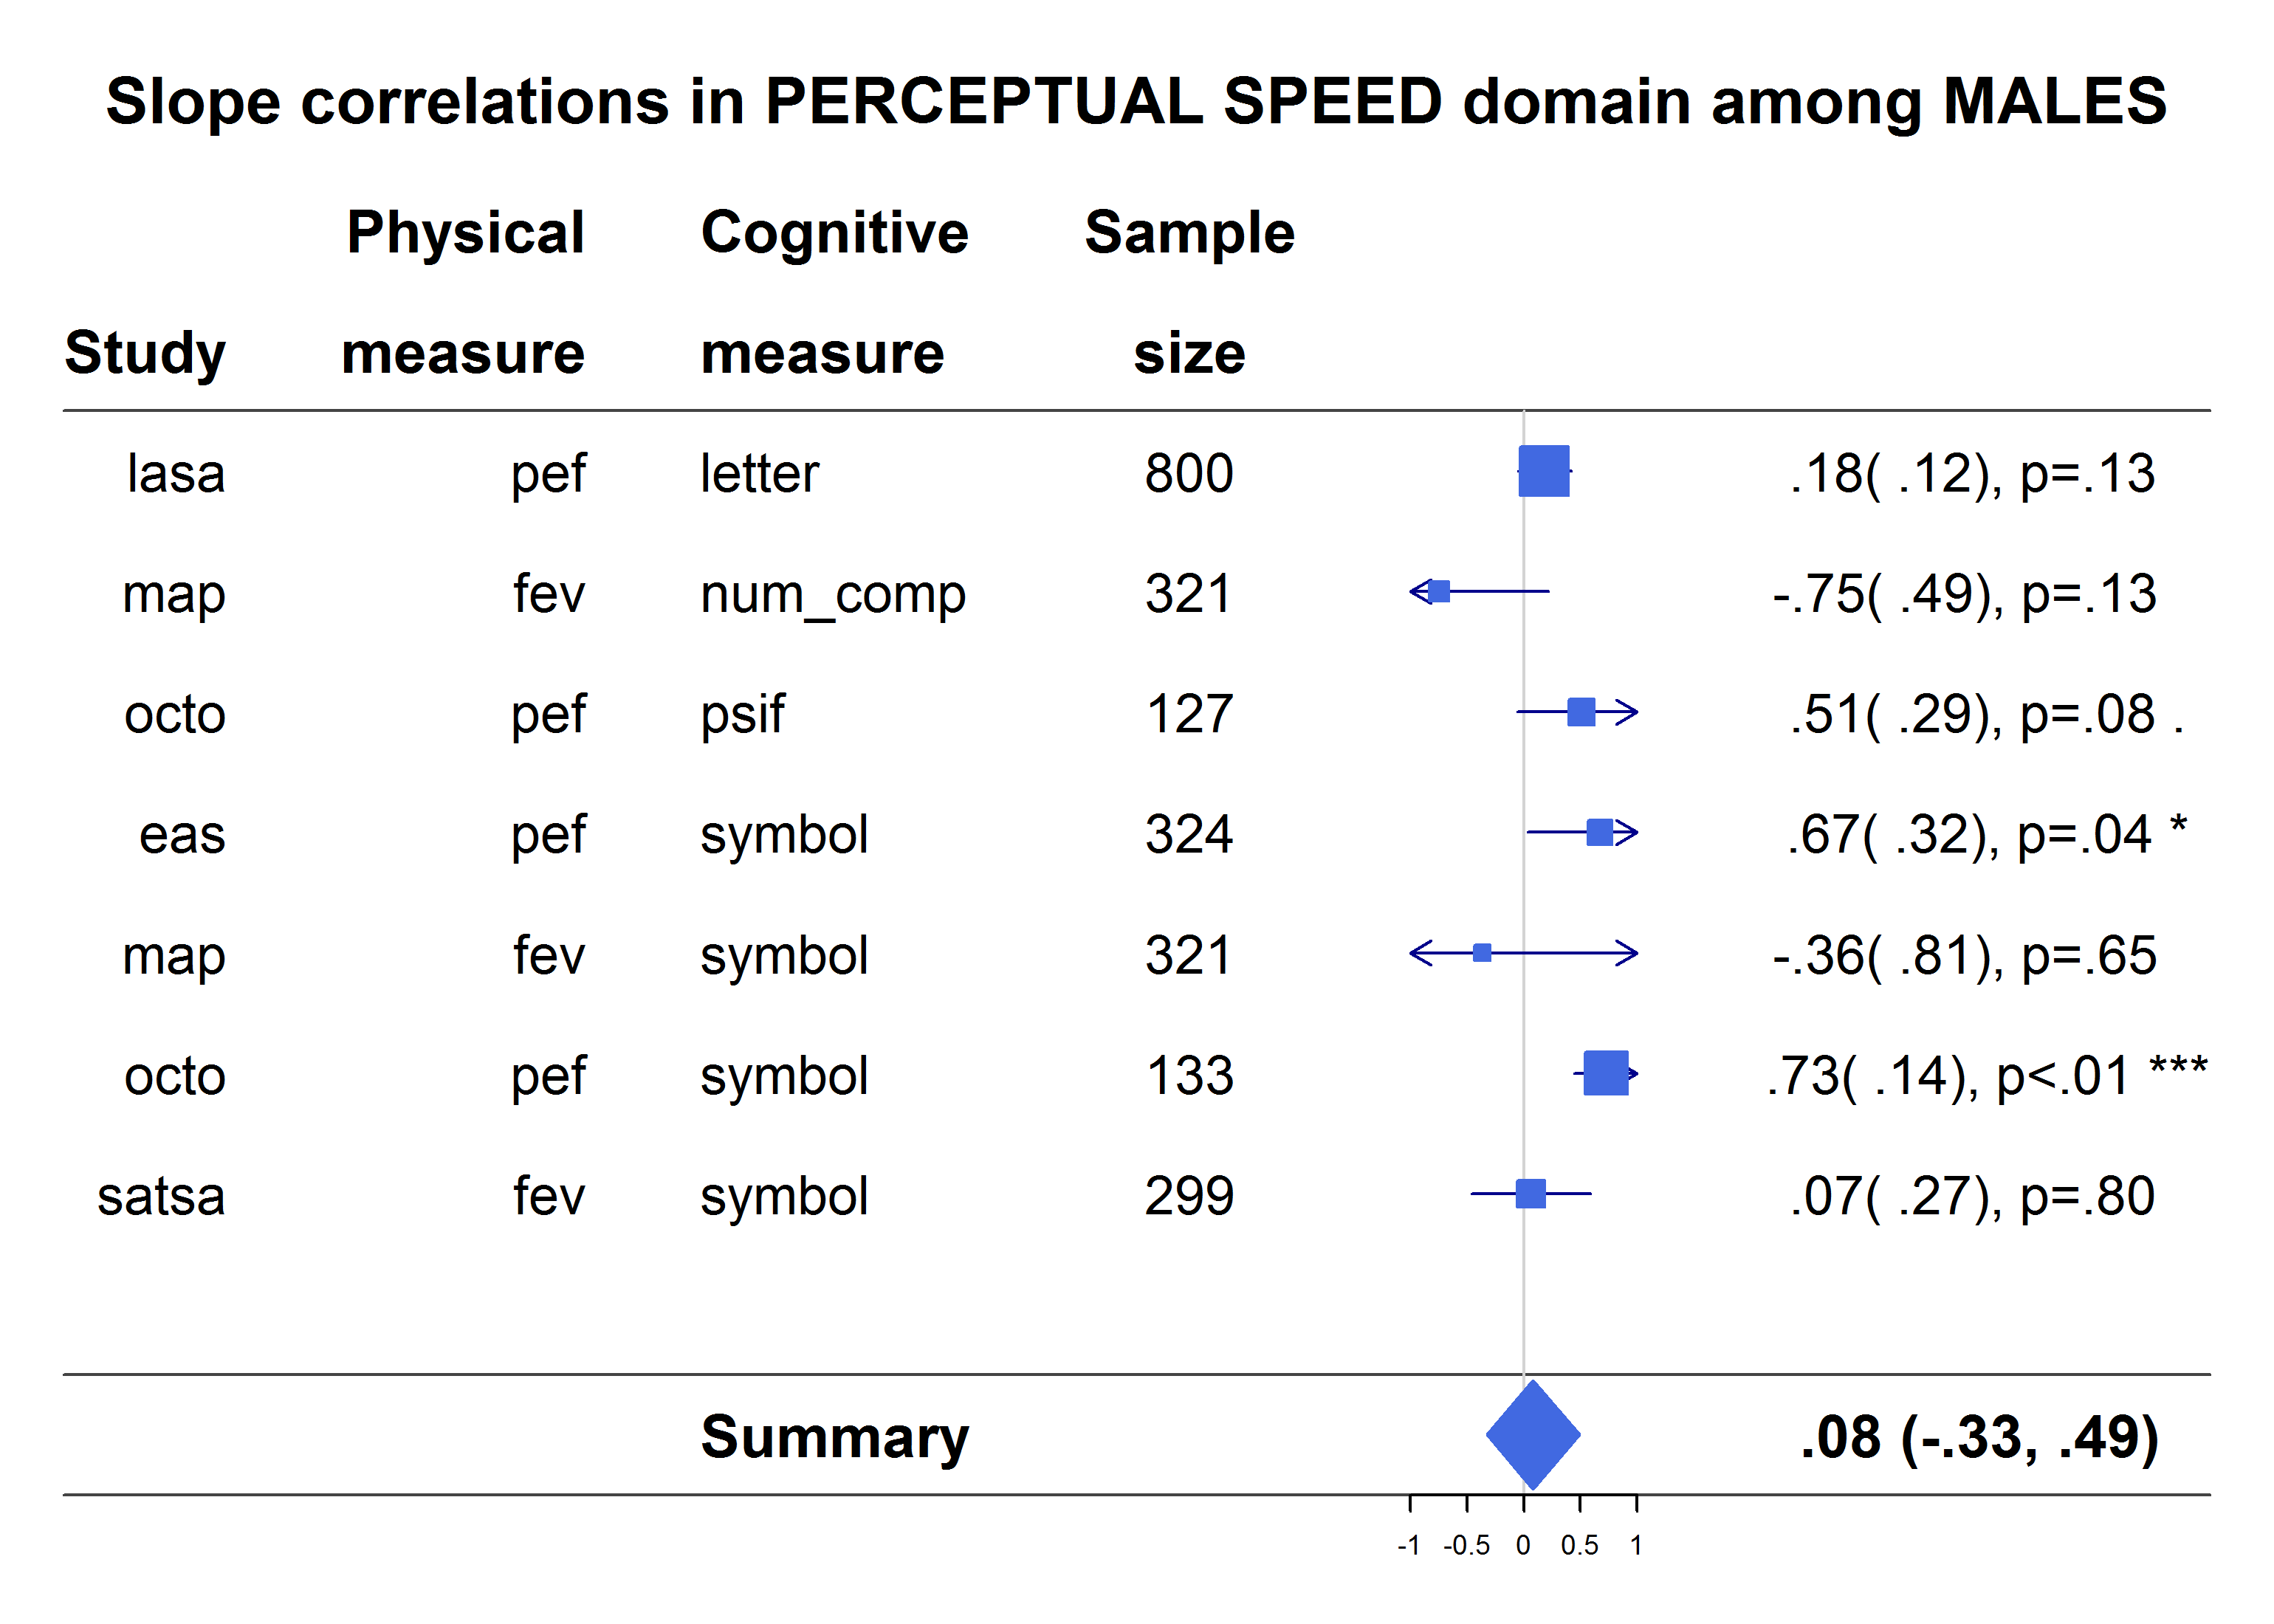 Slope correlations in PERCEPTUAL SPEED domain among MALES
Physical Cognitive Sample
Study measure measure size
lasa pef letter 800 .18( .12), p=.13
map fev num_comp 321 -.75( .49), p=.13
octo pef psif 127 .51( .29), p=.08 .
eas pef symbol 324 .67( .32), p=.04 *
map fev symbol 321 -.36( .81), p=.65
octo pef symbol 133 .73( .14), p<.01 ***
satsa fev symbol 299 .07( .27), p=.80
Summary .08 (-.33, .49)
-1 -0.5 0 0.5 1